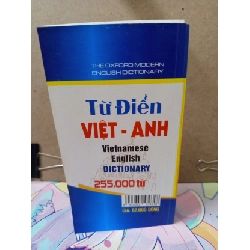 THE OXFORD MODERN
ENGLISH DICTIONARY
Từ Điển
VIỆT - ANH
Vietnamese
English
DICTIONARY
255.000 từ